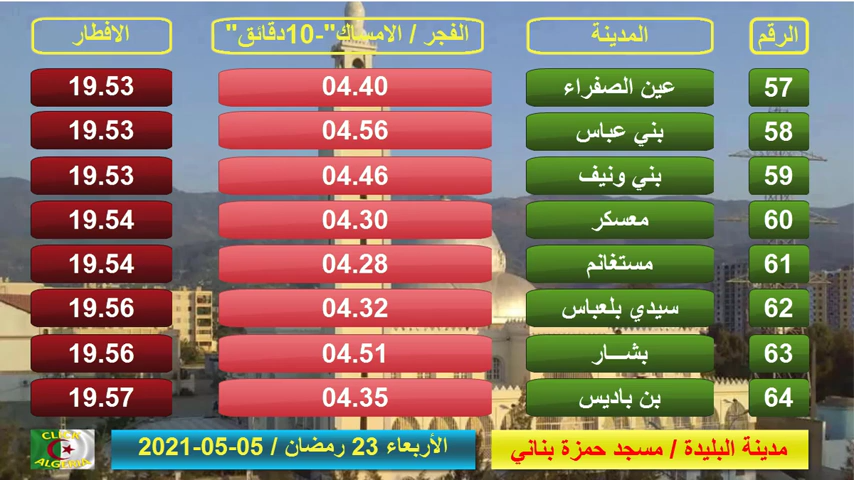 الرقم المدينة الفجر / الامساك"-10دقائق" الافطار
57 عين الصفراء 04.40 19.53
58 بني عباس 04.56 19.53
59 بني ونيف 04.46 19.53
60 معسكر 04.30 19.54
61 مستغانم 04.28 19.54
62 سيدي بلعباس 04.32 19.56
63 بشـــار 04.51 19.56
64 بن باديس 04.35 19.57
مدينة البليدة / مسجد حمزة بناني
الأربعاء 23 رمضان / 05-05-2021
CLICK
ALGERIA